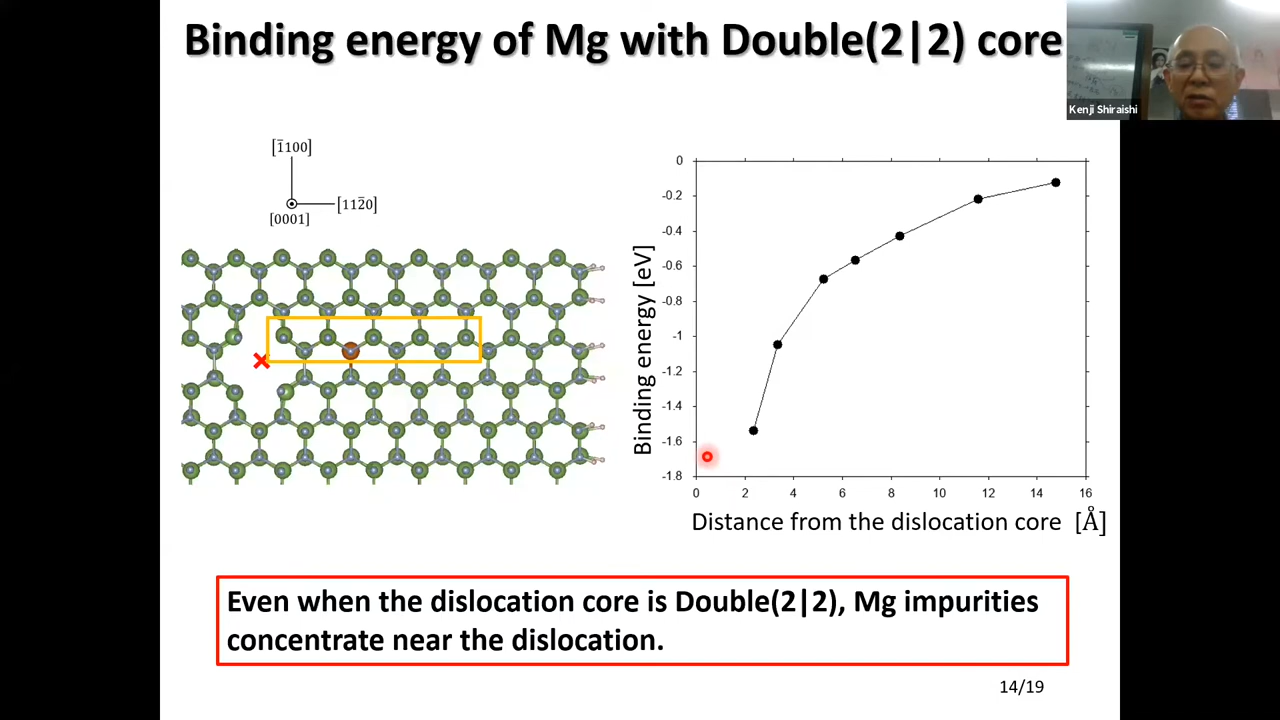 Binding energy of Mg with Double(2|2) core
Kenji Shiraishi
[1̄100]
[112̄0]
[0001]
Binding energy [eV]
0
-0.2
-0.4
-0.6
-0.8
-1
-1.2
-1.4
-1.6
-1.8
0 2 4 6 8 10 12 14 16
Distance from the dislocation core [Å]
Even when the dislocation core is Double(2|2), Mg impurities
concentrate near the dislocation.
14/19